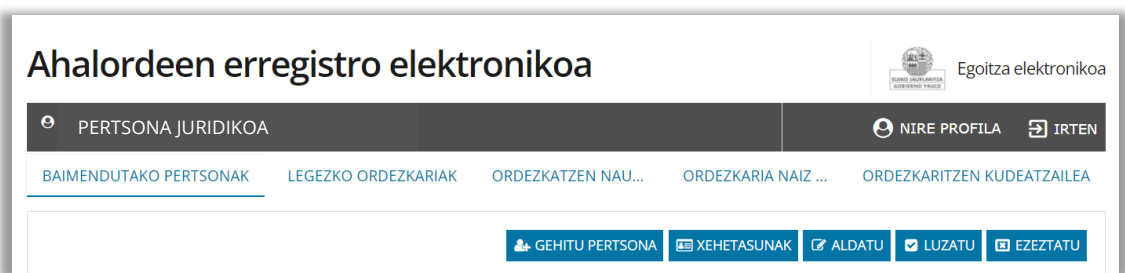 Ahalordeen erregistro elektronikoa
EUSKO JAURLARITZA
GOBIERNO VASCO
Egoitza elektronikoa
PERTSONA JURIDIKOA
NIRE PROFILA
IRTEN
BAIMENDUTAKO PERTSONAK
LEGEZKO ORDEZKARIAK
ORDEZKATZEN NAU...
ORDEZKARIA NAIZ ...
ORDEZKARITZEN KUDEATZAILEA
GEHITU PERTSONA
XEHETASUNAK
ALDATU
LUZATU
EZEZTATU